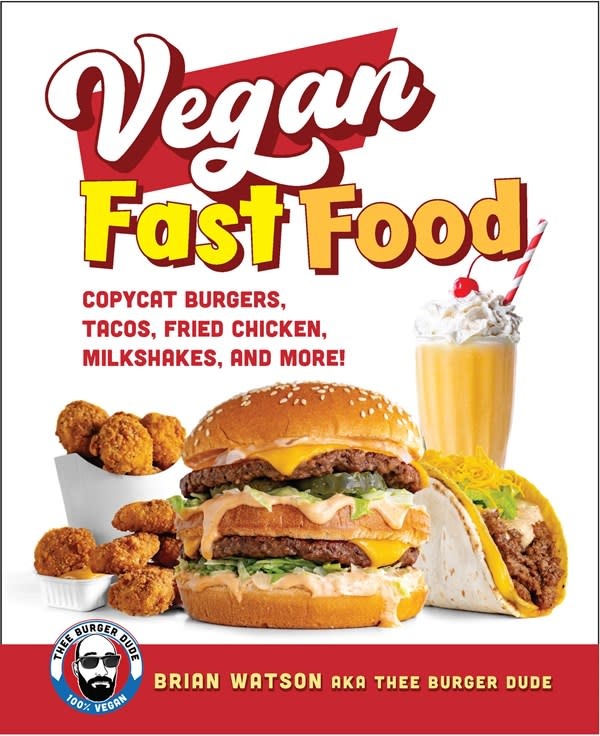 Vegan
Fast Food
COPYCAT BURGERS,
TACOS, FRIED CHICKEN,
MILKSHAKES, AND MORE!
THEE BURGER DUDE
100% VEGAN
BRIAN WATSON AKA THEE BURGER DUDE